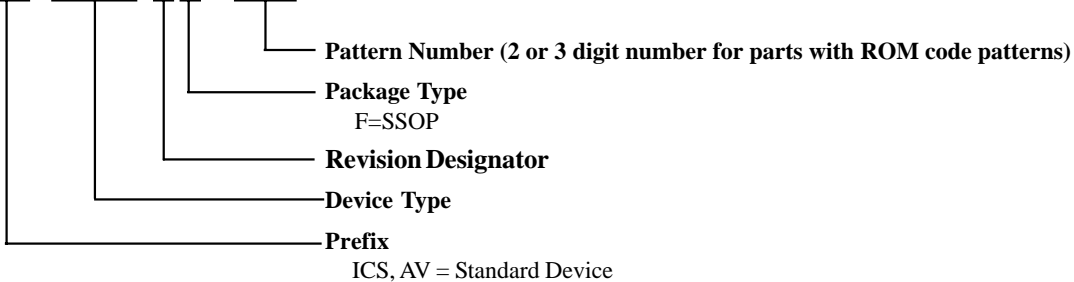 Pattern Number (2 or 3 digit number for parts with ROM code patterns)
Package Type
F=SSOP
Revision Designator
Device Type
Prefix
ICS, AV = Standard Device